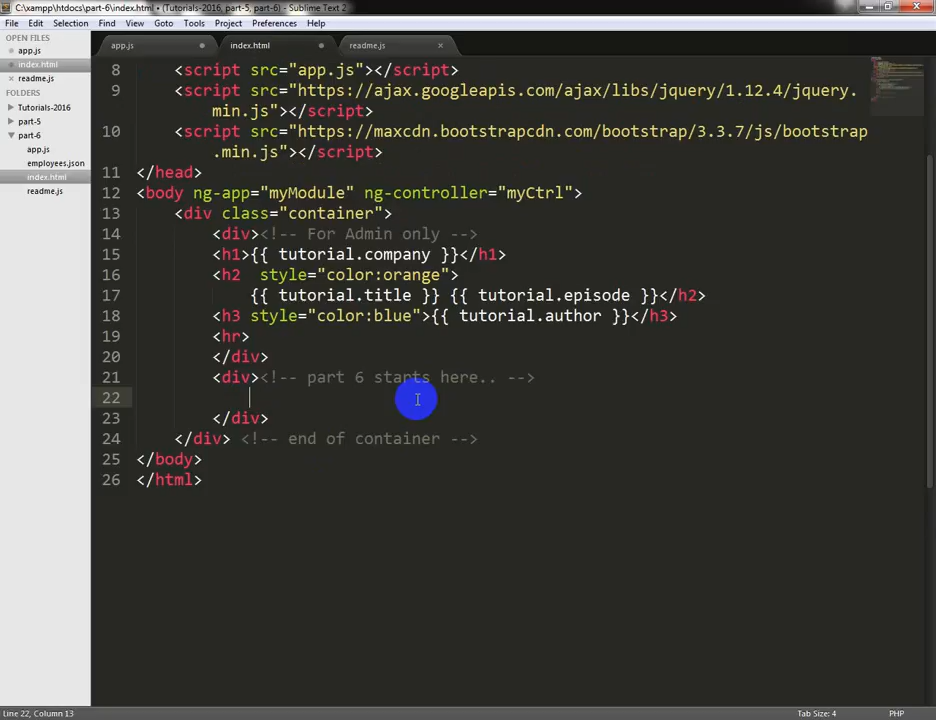 C:\xampp\htdocs\part-6\index.html • (Tutorials-2016, part-5, part-6) - Sublime Text 2
File Edit Selection Find View Goto Tools Project Preferences Help
OPEN FILES
app.js
index.html
readme.js
FOLDERS
Tutorials-2016
part-5
part-6
app.js
employees.json
index.html
readme.js
app.js index.html readme.js
8 <script src="app.js"></script>
9 <script src="https://ajax.googleapis.com/ajax/libs/jquery/1.12.4/jquery.
min.js"></script>
10 <script src="https://maxcdn.bootstrapcdn.com/bootstrap/3.3.7/js/bootstrap
.min.js"></script>
11 </head>
12 <body ng-app="myModule" ng-controller="myCtrl">
13 <div class="container">
14 <div><!-- For Admin only -->
15 <h1>{{ tutorial.company }}</h1>
16 <h2  style="color:orange">
17 {{ tutorial.title }} {{ tutorial.episode }}</h2>
18 <h3 style="color:blue">{{ tutorial.author }}</h3>
19 <hr>
20 </div>
21 <div><!-- part 6 starts here.. -->
22
23 </div>
24 </div> <!-- end of container -->
25 </body>
26 </html>
Line 22, Column 13 Tab Size: 4 PHP